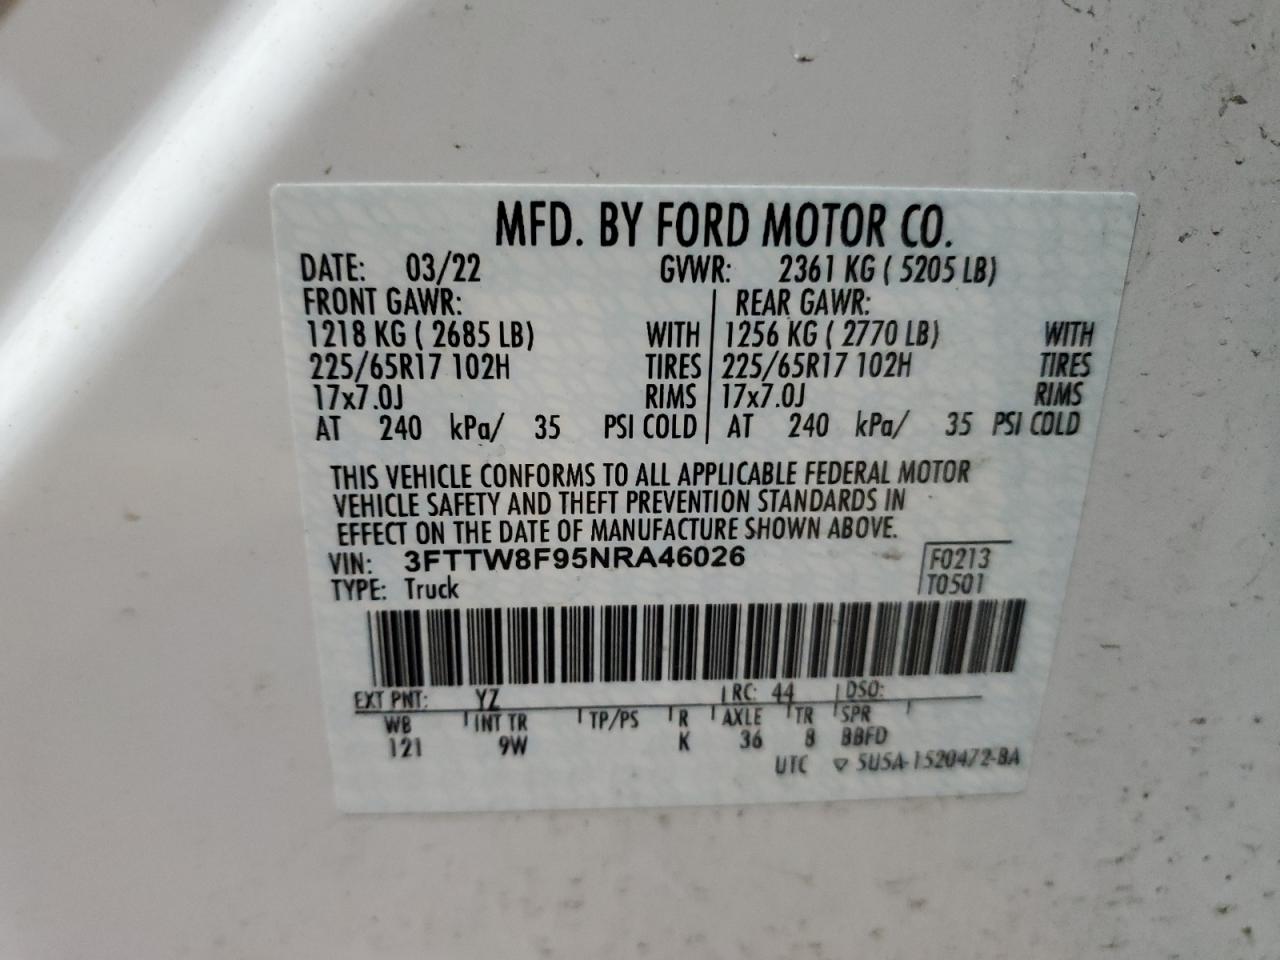 MFD. BY FORD MOTOR CO.
DATE: 03/22 GVWR: 2361 KG ( 5205 LB)
FRONT GAWR: REAR GAWR:
1218 KG ( 2685 LB) WITH 1256 KG ( 2770 LB) WITH
225/65R17 102H TIRES 225/65R17 102H TIRES
17x7.0J RIMS 17x7.0J RIMS
AT 240 kPa/ 35 PSI COLD AT 240 kPa/ 35 PSI COLD
THIS VEHICLE CONFORMS TO ALL APPLICABLE FEDERAL MOTOR
VEHICLE SAFETY AND THEFT PREVENTION STANDARDS IN
EFFECT ON THE DATE OF MANUFACTURE SHOWN ABOVE.
VIN: 3FTTW8F95NRA46026 F0213
TYPE: Truck T0501
EXT PNT: YZ RC: 44 DSO:
WB INT TR TP/PS R AXLE TR SPR
121 9W K 36 8 BBFD
UTC ▽ 5U5A-1520472-BA